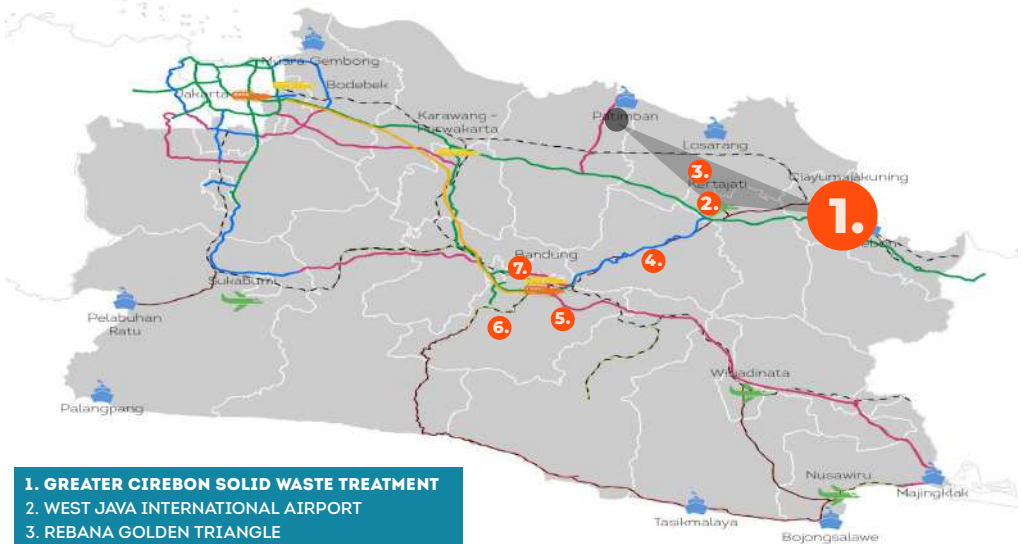 Muara Gembong
Bodebek
Jakarta
Karawang –
Purwakarta
Patimban
Losarang
3.
Kertajati
Ciayumajakuning
2.
1.
4.
Bandung
7.
Sukabumi
5.
6.
Pelabuhan
Ratu
Palangpang
Wiriadinata
Nusawiru
Majingklak
Tasikmalaya
Bojongsalawe
1. GREATER CIREBON SOLID WASTE TREATMENT
2. WEST JAVA INTERNATIONAL AIRPORT
3. REBANA GOLDEN TRIANGLE